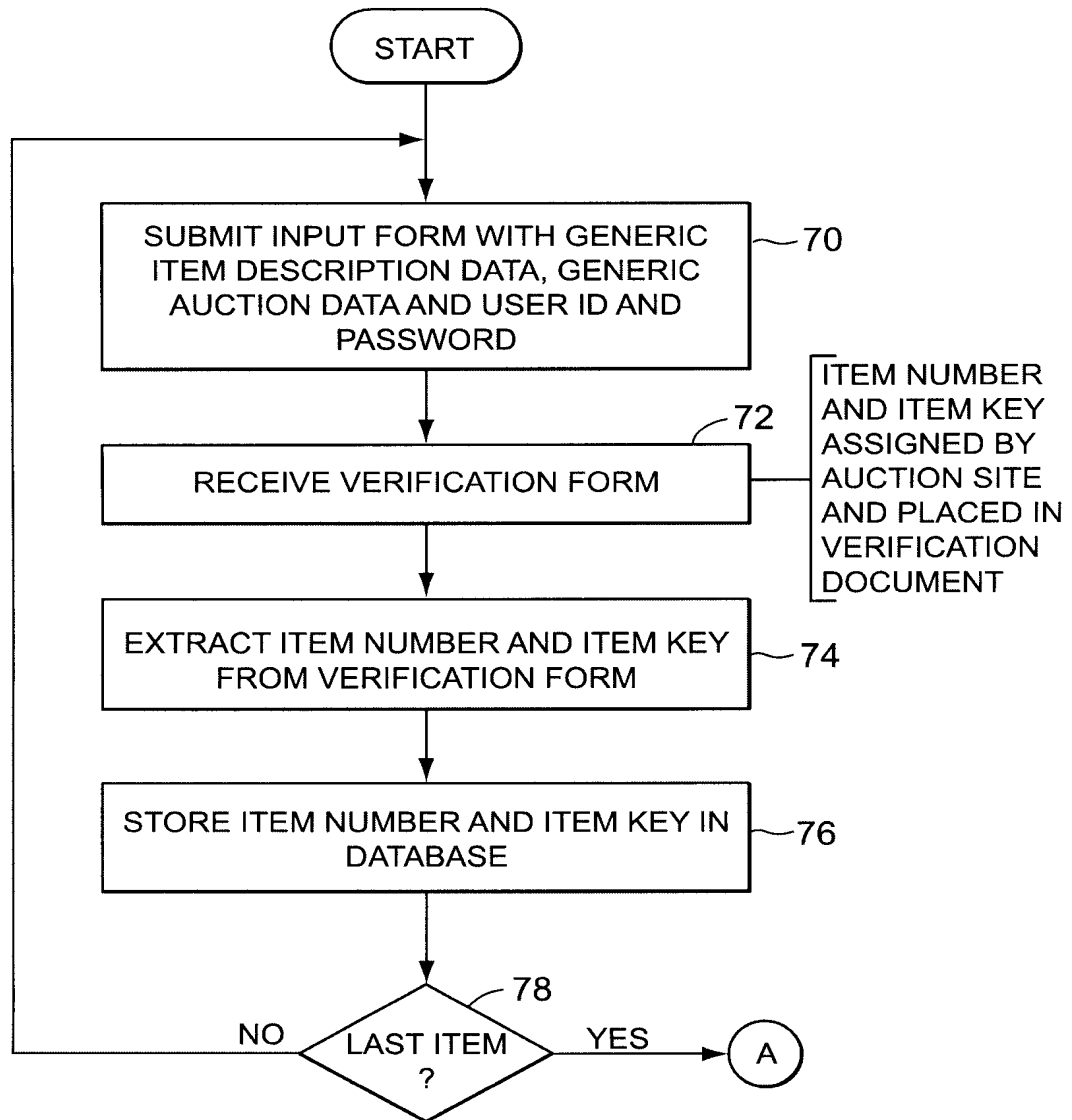 START
SUBMIT INPUT FORM WITH GENERIC
ITEM DESCRIPTION DATA, GENERIC
AUCTION DATA AND USER ID AND
PASSWORD
70
RECEIVE VERIFICATION FORM
72
ITEM NUMBER
AND ITEM KEY
ASSIGNED BY
AUCTION SITE
AND PLACED IN
VERIFICATION
DOCUMENT
EXTRACT ITEM NUMBER AND ITEM KEY
FROM VERIFICATION FORM
74
STORE ITEM NUMBER AND ITEM KEY IN
DATABASE
76
78
NO
LAST ITEM
?
YES
A